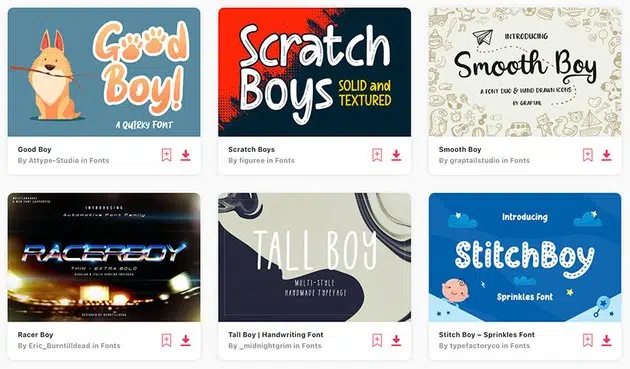 Good
Boy!
A QUIRKY FONT
Good Boy
By Attype-Studio in Fonts
Scratch
Boys
SOLID and
TEXTURED
Scratch Boys
By figuree in Fonts
INTRODUCING
Smooth Boy
A FONT DUO & HAND DRAWN ICONS
BY GRAPTAIL
Smooth Boy
By graptailstudio in Fonts
INTRODUCING
Automotive Font Family
RACERBOY
THIN - EXTRA BOLD
Racer Boy
By Eric_Burntilldead in Fonts
TALL BOY
MULTI-STYLE
HANDMADE TYPEFACE
Tall Boy | Handwriting Font
By _midnightgrim in Fonts
Introducing
StitchBoy
Sprinkles Font
Stitch Boy – Sprinkles Font
By typefactoryco in Fonts